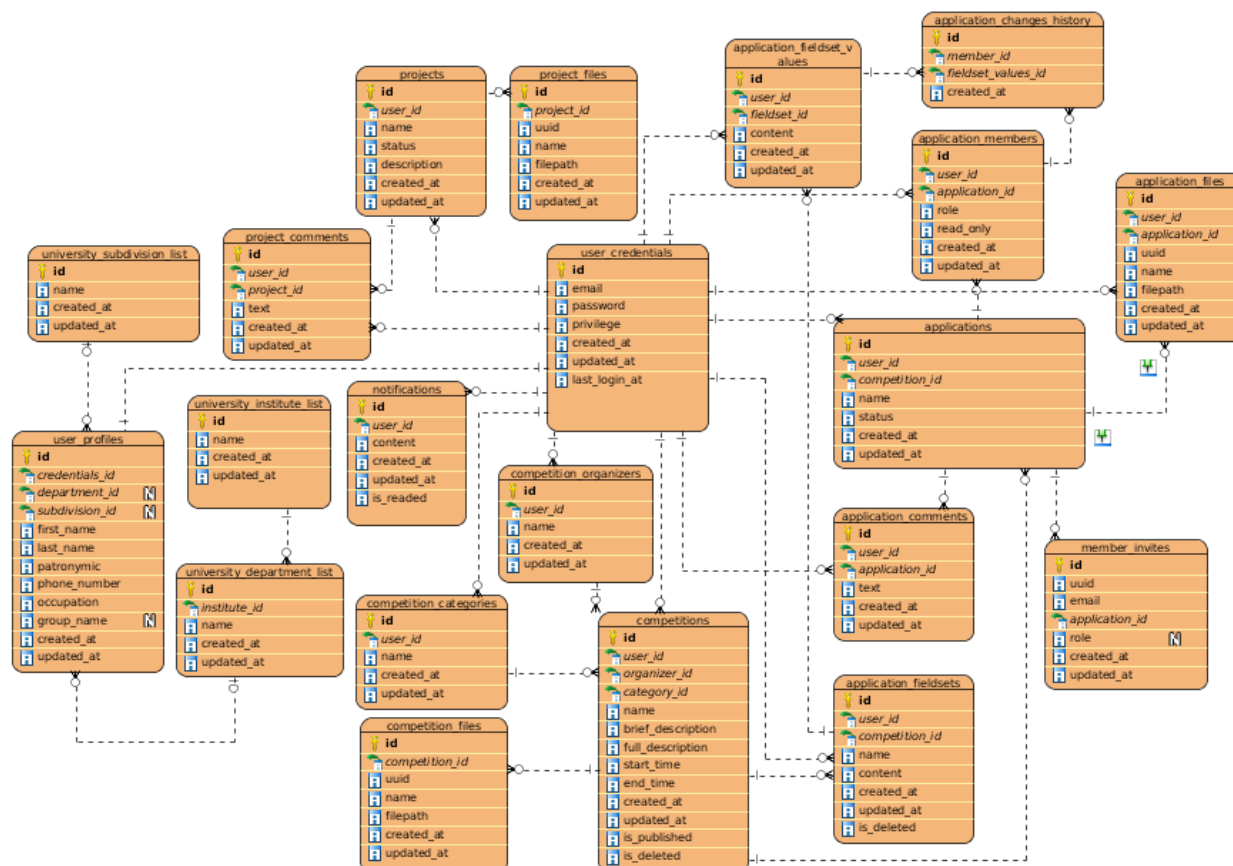 application_changes_history
id
member_id
fieldset_values_id
created_at
application_fieldset_v
alues
id
user_id
fieldset_id
content
created_at
updated_at
projects
id
user_id
name
status
description
created_at
updated_at
project_files
id
project_id
uuid
name
filepath
created_at
updated_at
application_members
id
user_id
application_id
role
read_only
created_at
updated_at
application_files
id
user_id
application_id
uuid
name
filepath
created_at
updated_at
project_comments
id
user_id
project_id
text
created_at
updated_at
university_subdivision_list
id
name
created_at
updated_at
user_credentials
id
email
password
privilege
created_at
updated_at
last_login_at
applications
id
user_id
competition_id
name
status
created_at
updated_at
notifications
id
user_id
content
created_at
updated_at
is_readed
university_institute_list
id
name
created_at
updated_at
user_profiles
id
credentials_id
department_id N
subdivision_id N
first_name
last_name
patronymic
phone_number
occupation
group_name N
created_at
updated_at
competition_organizers
id
user_id
name
created_at
updated_at
application_comments
id
user_id
application_id
text
created_at
updated_at
member_invites
id
uuid
email
application_id
role N
created_at
updated_at
university_department_list
id
institute_id
name
created_at
updated_at
competition_categories
id
user_id
name
created_at
updated_at
competitions
id
user_id
organizer_id
category_id
name
brief_description
full_description
start_time
end_time
created_at
updated_at
is_published
is_deleted
application_fieldsets
id
user_id
competition_id
name
content
created_at
updated_at
is_deleted
competition_files
id
competition_id
uuid
name
filepath
created_at
updated_at